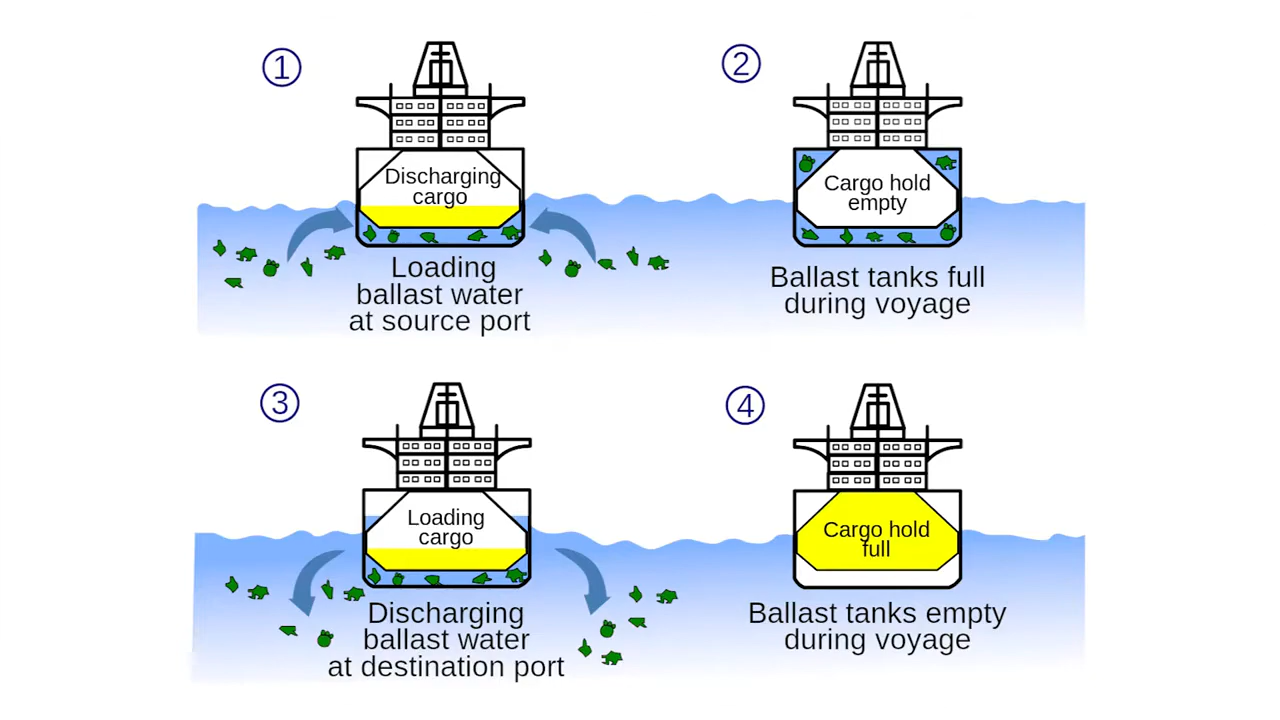 1
Discharging
cargo
Loading
ballast water
at source port
2
Cargo hold
empty
Ballast tanks full
during voyage
3
Loading
cargo
Discharging
ballast water
at destination port
4
Cargo hold
full
Ballast tanks empty
during voyage